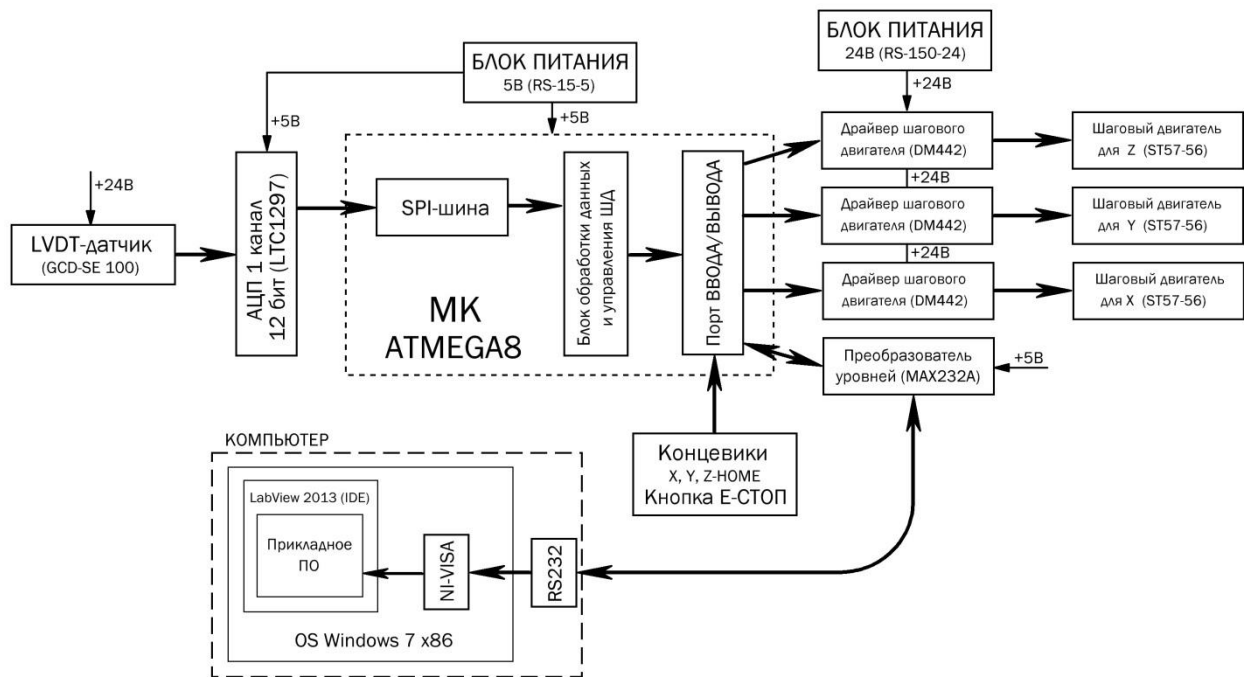 БЛОК ПИТАНИЯ
5В (RS-15-5)
БЛОК ПИТАНИЯ
24В (RS-150-24)
+5В
+5В
+24В
+24В
LVDT-датчик
(GCD-SE 100)
АЦП 1 канал
12 бит (LTC1297)
SPI-шина
МК
ATMEGA8
Блок обработки данных
и управления ШД
Порт ВВОДА/ВЫВОДА
Драйвер шагового
двигателя (DM442)
Шаговый двигатель
для Z (ST57-56)
+24В
Драйвер шагового
двигателя (DM442)
Шаговый двигатель
для Y (ST57-56)
+24В
Драйвер шагового
двигателя (DM442)
Шаговый двигатель
для X (ST57-56)
Преобразователь
уровней (MAX232A)
+5В
Концевики
X, Y, Z-HOME
Кнопка E-СТОП
КОМПЬЮТЕР
LabView 2013 (IDE)
Прикладное
ПО
NI-VISA
RS232
OS Windows 7 x86